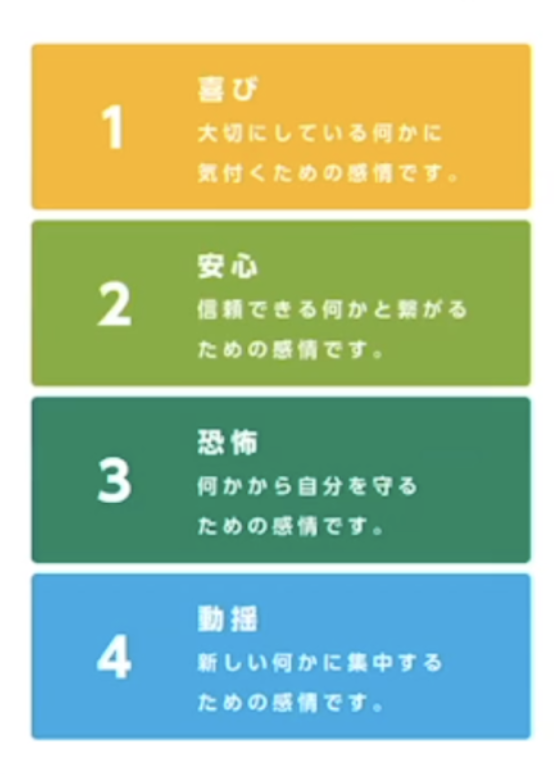 1
喜び
大切にしている何かに
気付くための感情です。
2
安心
信頼できる何かと繋がる
ための感情です。
3
恐怖
何かから自分を守る
ための感情です。
4
動揺
新しい何かに集中する
ための感情です。